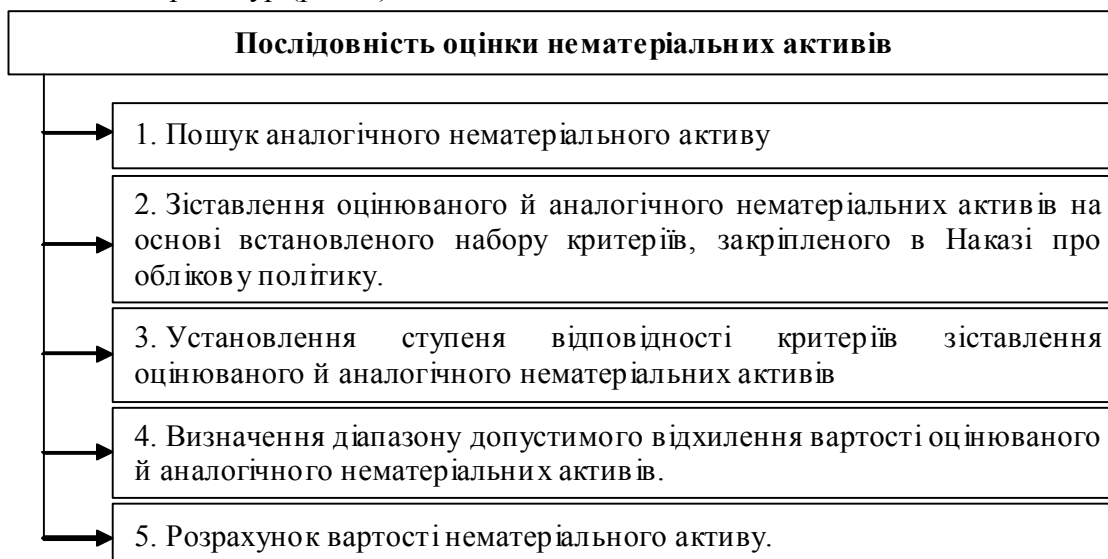 Послідовність оцінки нематеріальних активів
1. Пошук аналогічного нематеріального активу
2. Зіставлення оцінюваного й аналогічного нематеріальних активів на
основі встановленого набору критеріїв, закріпленого в Наказі про
облікову політику.
3. Установлення ступеня відповідності критеріїв зіставлення
оцінюваного й аналогічного нематеріальних активів
4. Визначення діапазону допустимого відхилення вартості оцінюваного
й аналогічного нематеріальних активів.
5. Розрахунок вартості нематеріального активу.